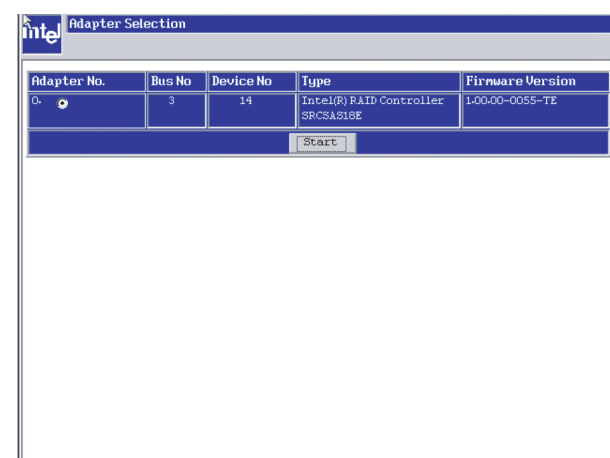 intel Adapter Selection
Adapter No. Bus No Device No Type Firmware Version
0. 3 14 Intel(R) RAID Controller 1.00.00-0055-TE
SRCSAS18E
Start